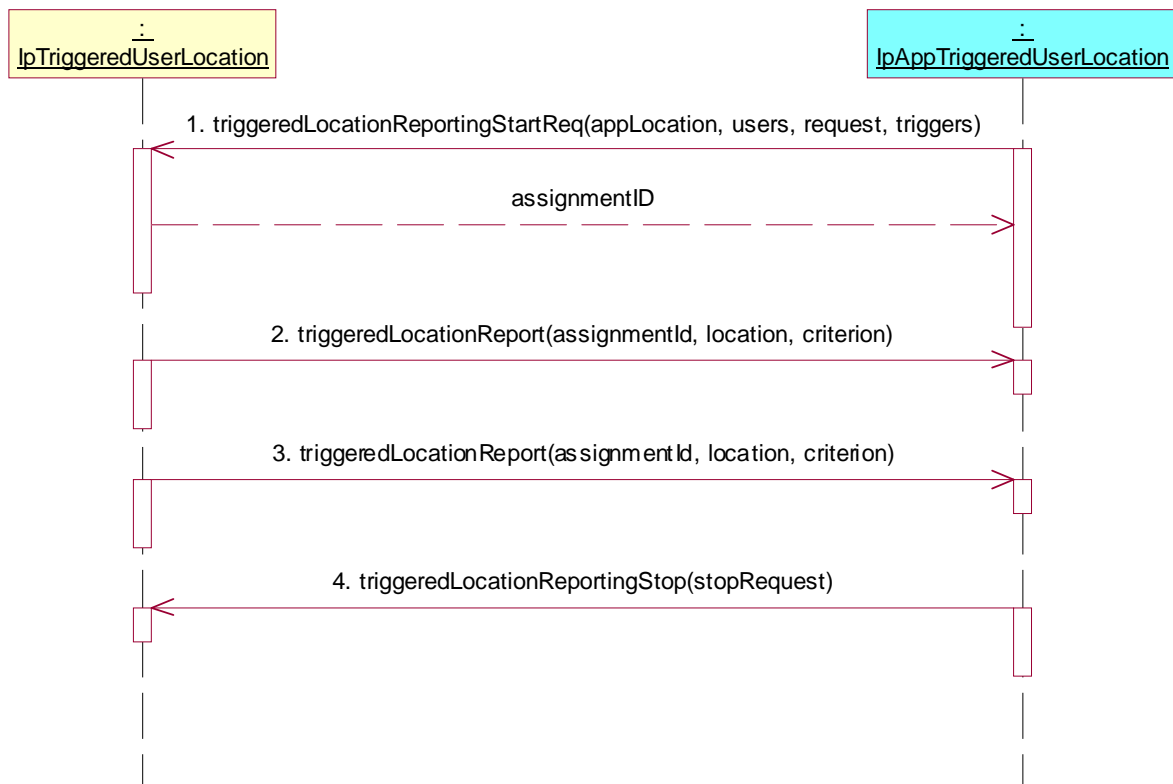 :
IpTriggeredUserLocation
:
IpAppTriggeredUserLocation
1. triggeredLocationReportingStartReq(appLocation, users, request, triggers)
assignmentID
2. triggeredLocationReport(assignmentId, location, criterion)
3. triggeredLocationReport(assignmentId, location, criterion)
4. triggeredLocationReportingStop(stopRequest)